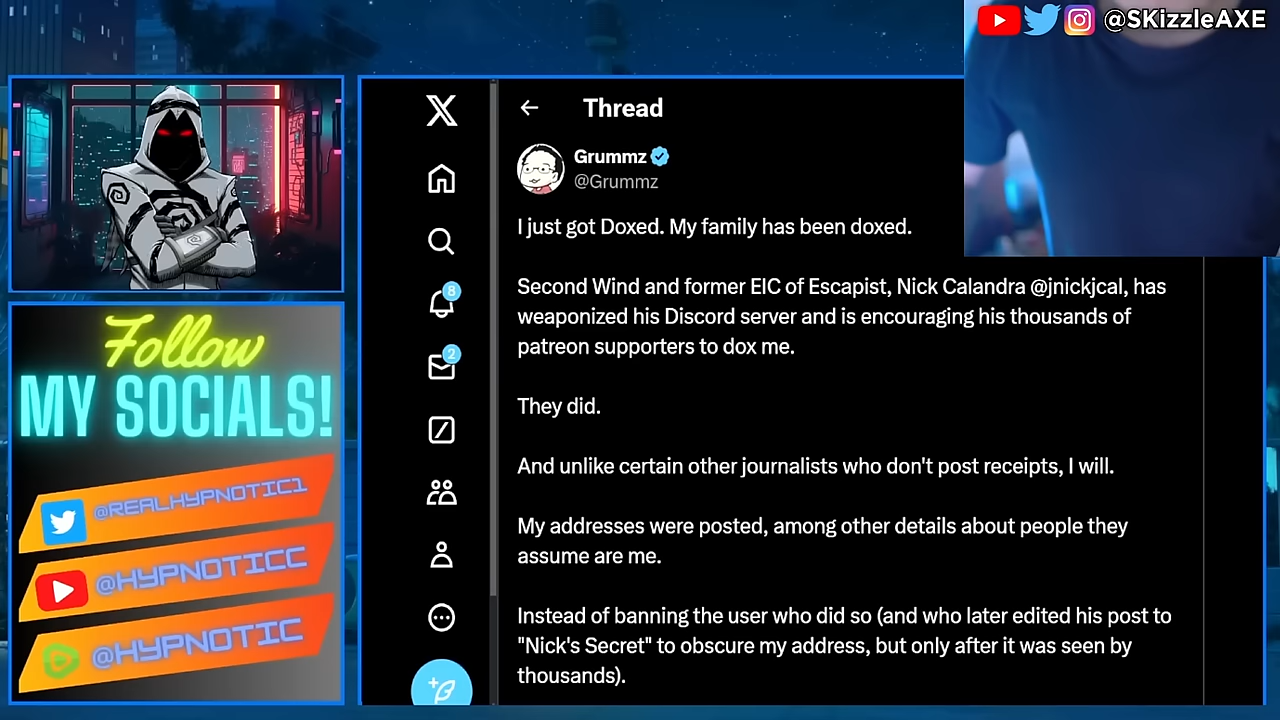 @SKizzleAXE
Thread
Grummz
@Grummz
I just got Doxed. My family has been doxed.
Second Wind and former EIC of Escapist, Nick Calandra @jnickjcal, has
weaponized his Discord server and is encouraging his thousands of
patreon supporters to dox me.
They did.
And unlike certain other journalists who don't post receipts, I will.
My addresses were posted, among other details about people they
assume are me.
Instead of banning the user who did so (and who later edited his post to
"Nick's Secret" to obscure my address, but only after it was seen by
thousands).
8
2
Follow
MY SOCIALS!
@REALHYPNOTIC1
@HYPNOTICC
@HYPNOTIC